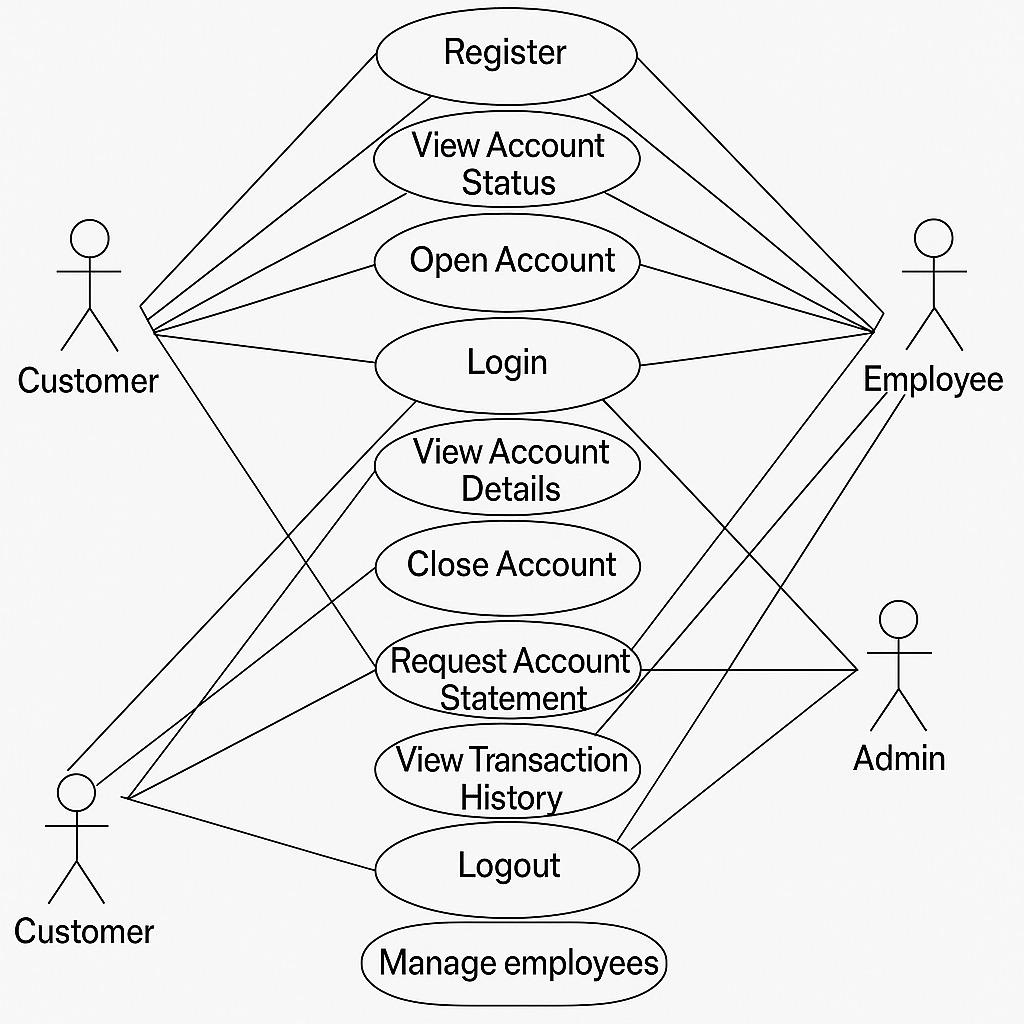 Register
View Account
Status
Open Account
Customer
Login
Employee
View Account
Details
Close Account
Request Account
Statement
View Transaction
History
Admin
Logout
Customer
Manage employees